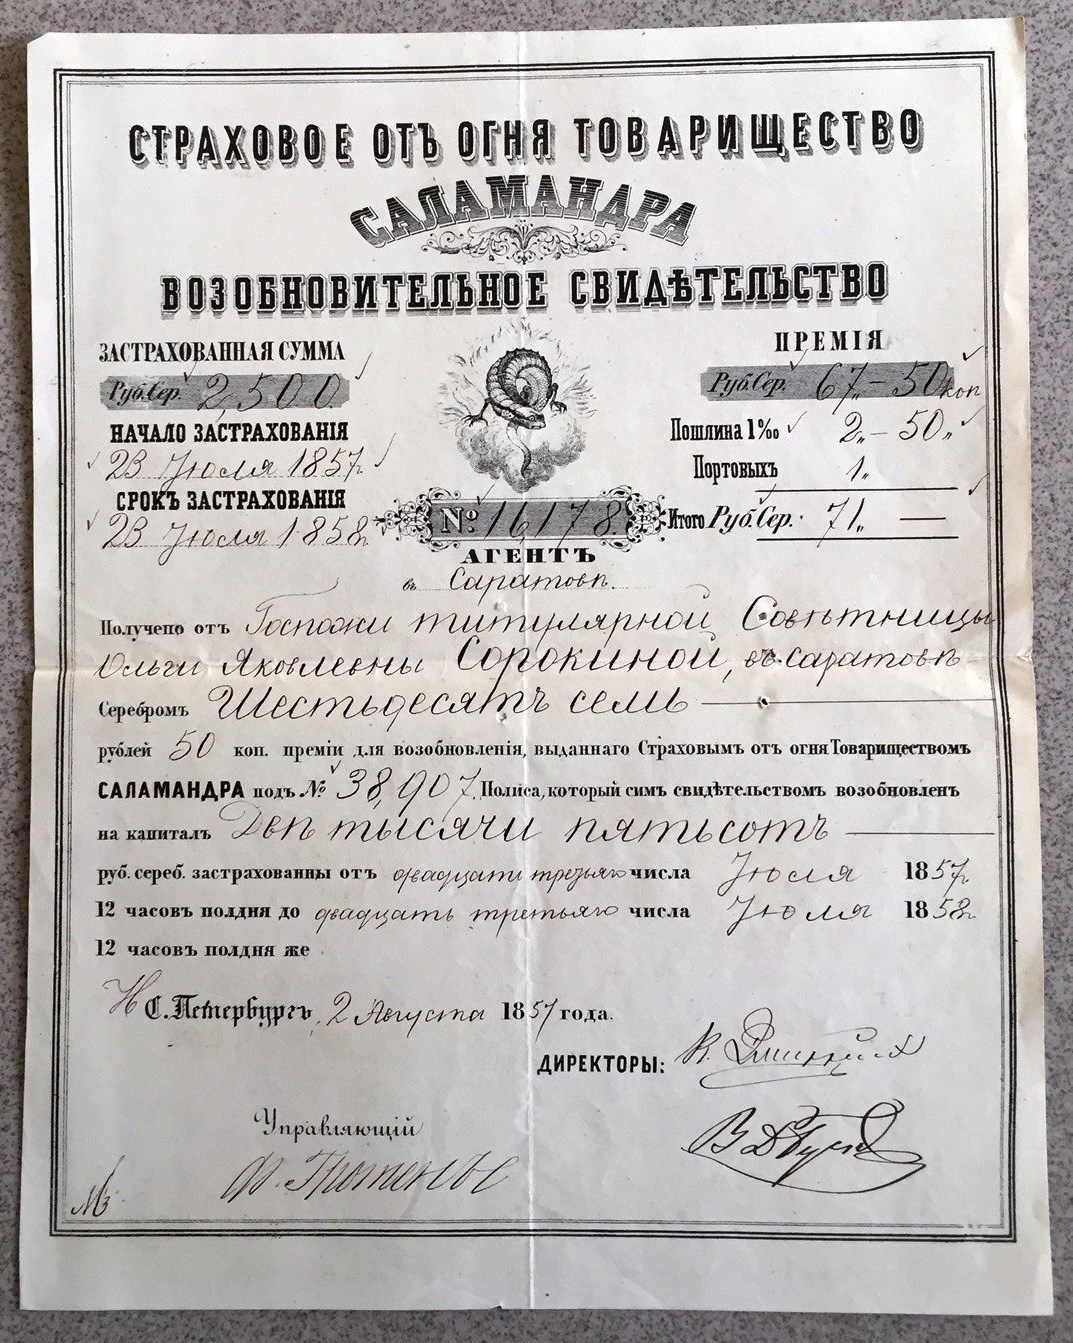 СТРАХОВОЕ ОТЪ ОГНЯ ТОВАРИЩЕСТВО
САЛАМАНДРА
ВОЗОБНОВИТЕЛЬНОЕ СВИДѢТЕЛЬСТВО
ЗАСТРАХОВАННАЯ СУММА
Руб. Сер. 2,500.
НАЧАЛО ЗАСТРАХОВАНІЯ
23 Іюля 1857 г.
СРОКЪ ЗАСТРАХОВАНІЯ
23 Іюля 1858 г.
ПРЕМІЯ
Руб. Сер. 67 „ – 50 коп
Пошлина 1‰ 2 „ – 50 „
Портовыхъ 1 „
Итого Руб. Сер. 71 „ —
№ 16,178.
АГЕНТЪ
въ Саратовѣ.
Получено отъ Госпожи титулярной Совѣтницы
Ольги Яковлевны Сорокиной, въ Саратовѣ
Серебромъ Шестьдесятъ семь
рублей 50 коп. преміи для возобновленія, выданнаго Страховымъ отъ огня Товариществомъ
САЛАМАНДРА подъ № 38,907. Полиса, который симъ свидѣтельствомъ возобновленъ
на капиталъ Двѣ тысячи пятьсотъ
руб. сереб. застрахованны отъ двадцать третьяго числа Іюля 1857 г.
12 часовъ полдня до двадцать третьяго числа Іюля 1858 г.
12 часовъ полдня же
С. Петербургъ, 2 Августа 1857 года.
ДИРЕКТОРЫ:
Управляющій